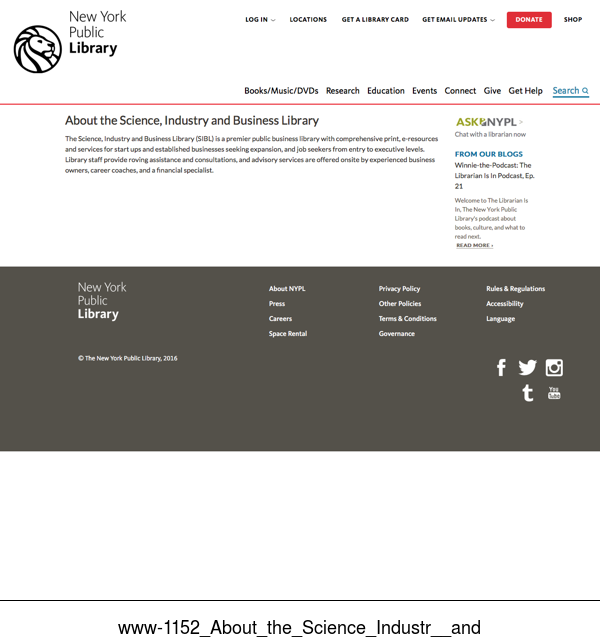 New York
Public
Library
LOG IN
LOCATIONS
GET A LIBRARY CARD
GET EMAIL UPDATES
DONATE
SHOP
Books/Music/DVDs
Research
Education
Events
Connect
Give
Get Help
Search
About the Science, Industry and Business Library
The Science, Industry and Business Library (SIBL) is a premier public business library with comprehensive print, e-resources
and services for start ups and established businesses seeking expansion, and job seekers from entry to executive levels.
Library staff provide roving assistance and consultations, and advisory services are offered onsite by experienced business
owners, career coaches, and a financial specialist.
ASK NYPL >
Chat with a librarian now
FROM OUR BLOGS
Winnie-the-Podcast: The
Librarian Is In Podcast, Ep.
21
Welcome to The Librarian Is
In, The New York Public
Library's podcast about
books, culture, and what to
read next.
READ MORE ›
New York
Public
Library
About NYPL
Press
Careers
Space Rental
Privacy Policy
Other Policies
Terms & Conditions
Governance
Rules & Regulations
Accessibility
Language
© The New York Public Library, 2016
You
Tube
www-1152_About_the_Science_Industr__and